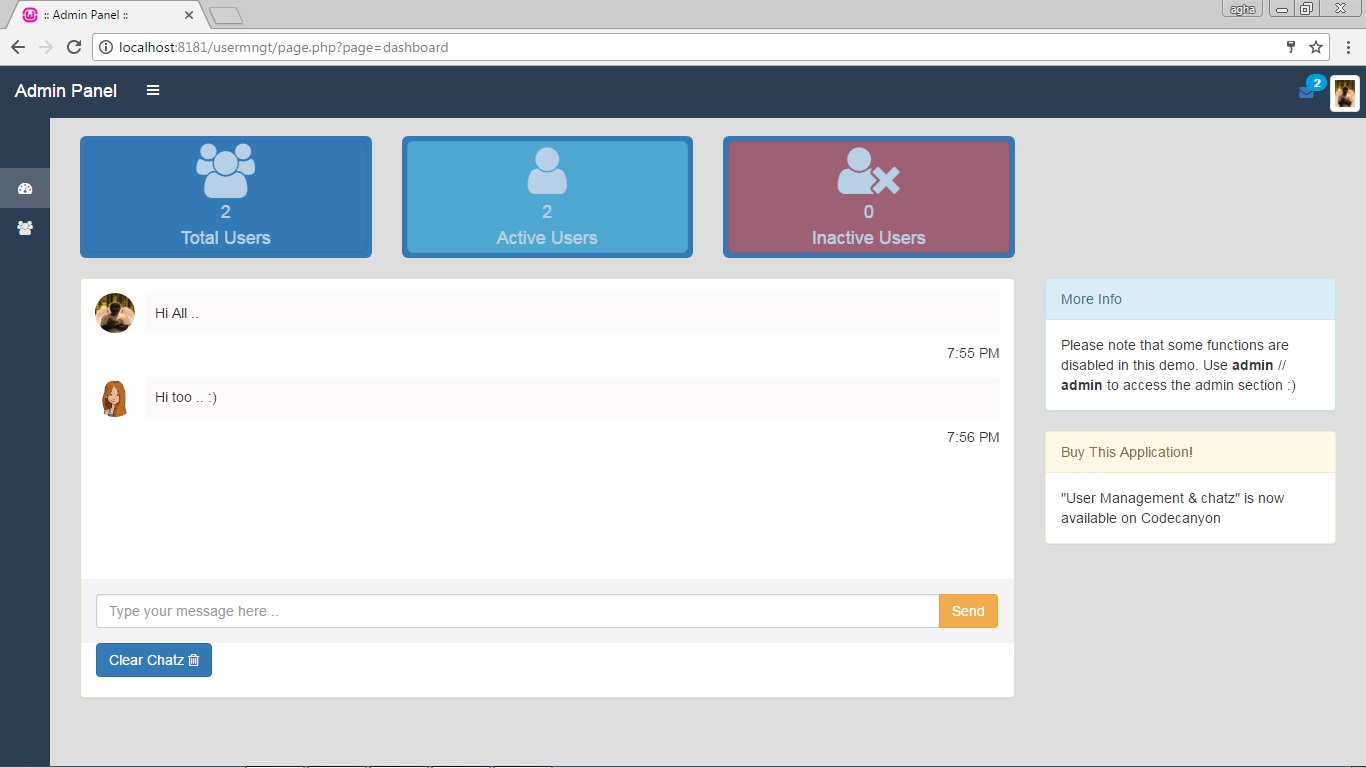 :: Admin Panel ::
agha
localhost:8181/usermngt/page.php?page=dashboard
Admin Panel
2
2
Total Users
2
Active Users
0
Inactive Users
Hi All ..
7:55 PM
Hi too .. :)
7:56 PM
Type your message here ..
Send
Clear Chatz
More Info
Please note that some functions are
disabled in this demo. Use admin //
admin to access the admin section :)
Buy This Application!
"User Management & chatz" is now
available on Codecanyon